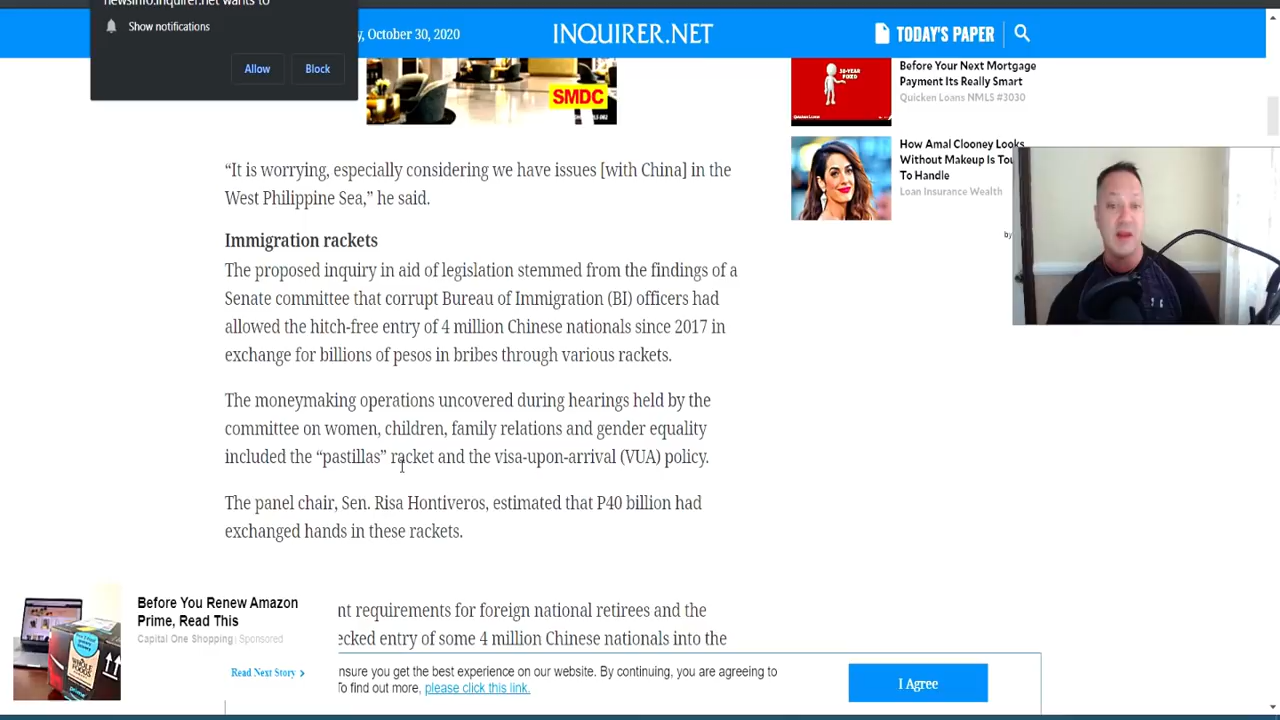 newsinfo.inquirer.net wants to
Show notifications
Allow
Block
y, October 30, 2020
INQUIRER.NET
TODAY'S PAPER
SMDC
30-YEAR
FIXED
Before Your Next Mortgage
Payment Its Really Smart
Quicken Loans NMLS #3030
How Amal Clooney Looks
Without Makeup Is Tou
To Handle
Loan Insurance Wealth
by
“It is worrying, especially considering we have issues [with China] in the
West Philippine Sea,” he said.
Immigration rackets
The proposed inquiry in aid of legislation stemmed from the findings of a
Senate committee that corrupt Bureau of Immigration (BI) officers had
allowed the hitch-free entry of 4 million Chinese nationals since 2017 in
exchange for billions of pesos in bribes through various rackets.
The moneymaking operations uncovered during hearings held by the
committee on women, children, family relations and gender equality
included the “pastillas” racket and the visa-upon-arrival (VUA) policy.
The panel chair, Sen. Risa Hontiveros, estimated that P40 billion had
exchanged hands in these rackets.
nt requirements for foreign national retirees and the
ecked entry of some 4 million Chinese nationals into the
Before You Renew Amazon
Prime, Read This
Capital One Shopping | Sponsored
Read Next Story
nsure you get the best experience on our website. By continuing, you are agreeing to
To find out more, please click this link.
I Agree